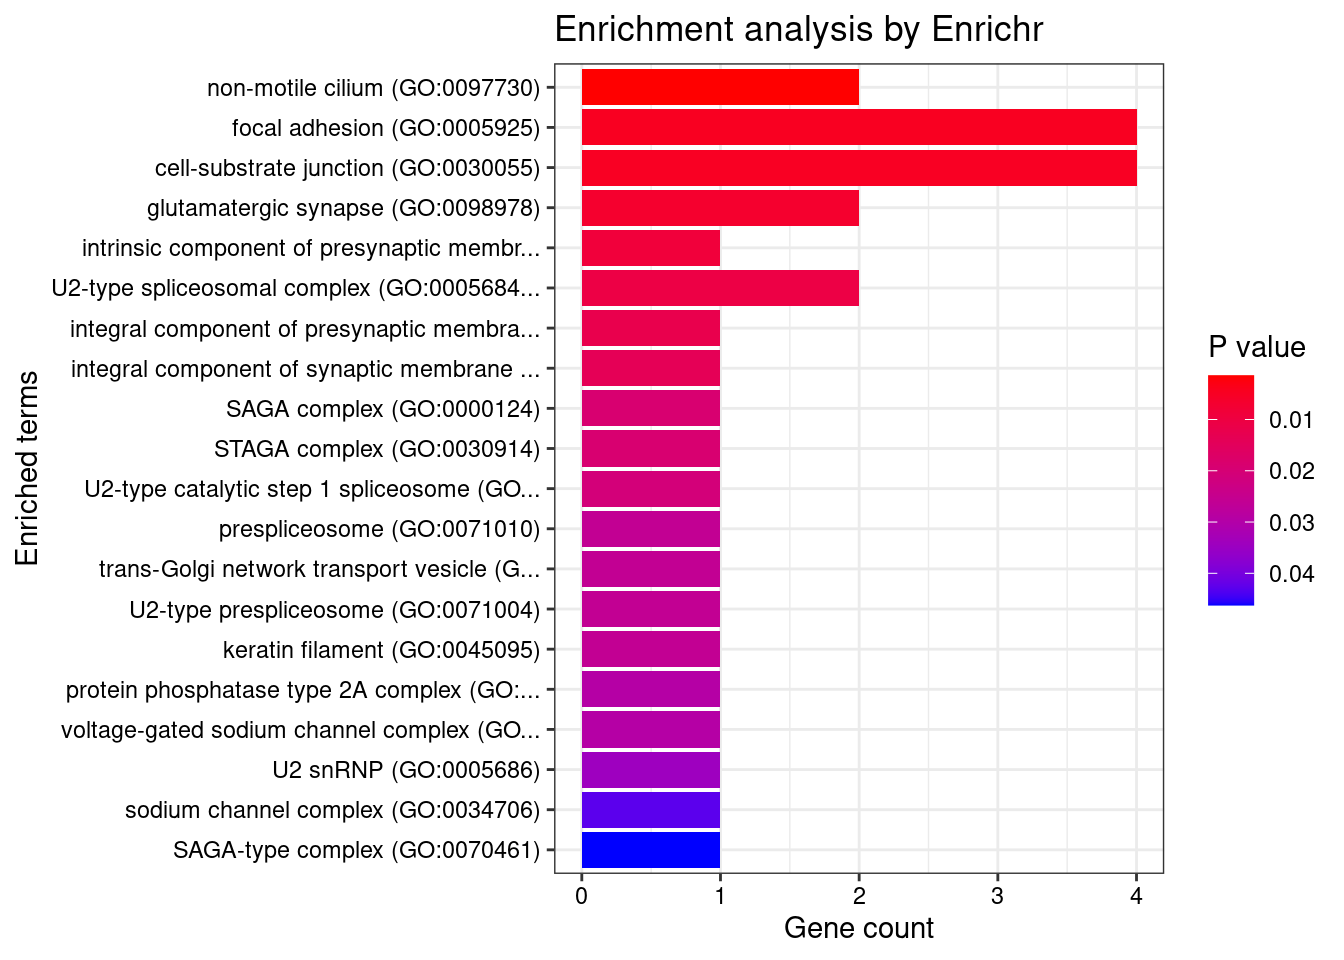 Enrichment analysis by Enrichr
non-motile cilium (GO:0097730)
focal adhesion (GO:0005925)
cell-substrate junction (GO:0030055)
glutamatergic synapse (GO:0098978)
intrinsic component of presynaptic membr...
U2-type spliceosomal complex (GO:0005684...
integral component of presynaptic membra...
integral component of synaptic membrane ...
SAGA complex (GO:0000124)
STAGA complex (GO:0030914)
U2-type catalytic step 1 spliceosome (GO...
prespliceosome (GO:0071010)
trans-Golgi network transport vesicle (G...
U2-type prespliceosome (GO:0071004)
keratin filament (GO:0045095)
protein phosphatase type 2A complex (GO:...
voltage-gated sodium channel complex (GO...
U2 snRNP (GO:0005686)
sodium channel complex (GO:0034706)
SAGA-type complex (GO:0070461)
Enriched terms
0 1 2 3 4
Gene count
P value
0.01
0.02
0.03
0.04